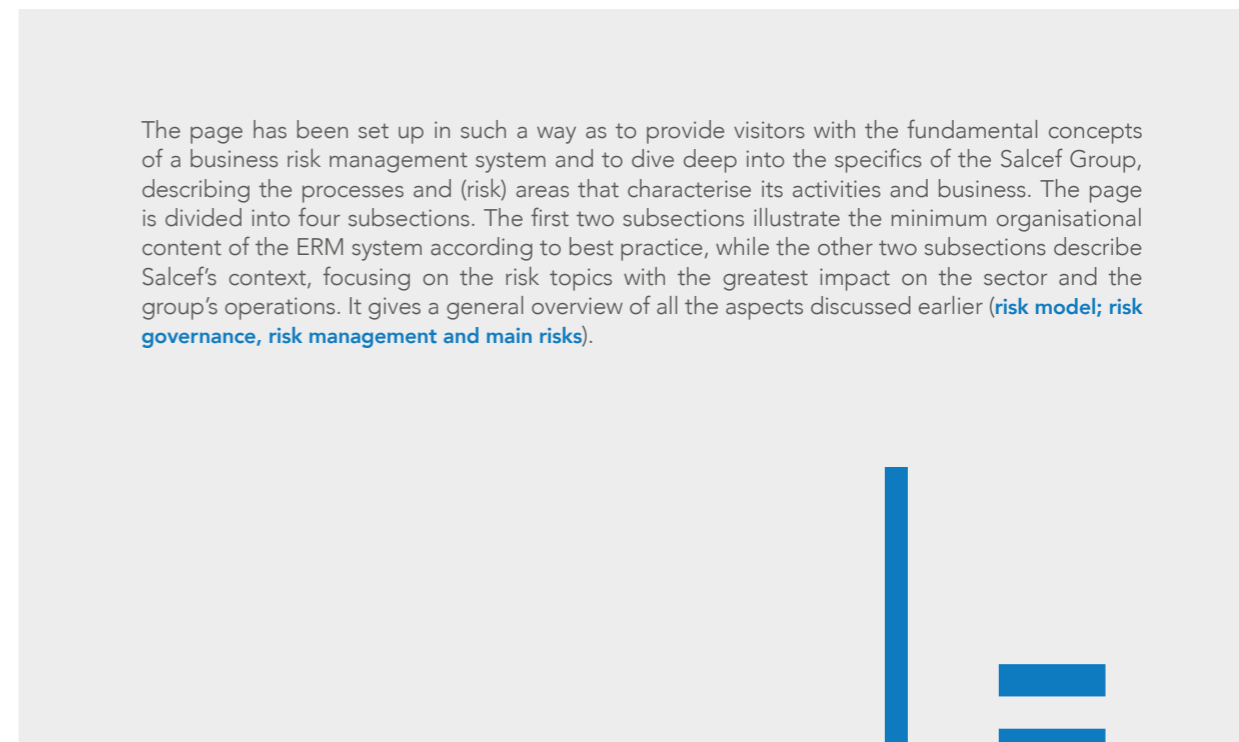 The page has been set up in such a way as to provide visitors with the fundamental concepts
of a business risk management system and to dive deep into the specifics of the Salcef Group,
describing the processes and (risk) areas that characterise its activities and business. The page
is divided into four subsections. The first two subsections illustrate the minimum organisational
content of the ERM system according to best practice, while the other two subsections describe
Salcef's context, focusing on the risk topics with the greatest impact on the sector and the
group's operations. It gives a general overview of all the aspects discussed earlier (risk model; risk
governance, risk management and main risks).